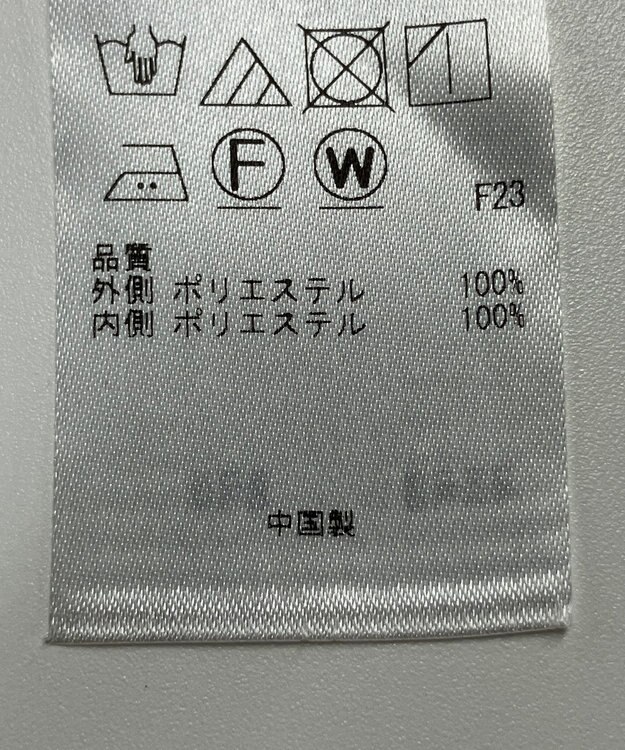 F W F23
品質
外側 ポリエステル 100%
内側 ポリエステル 100%
中国製